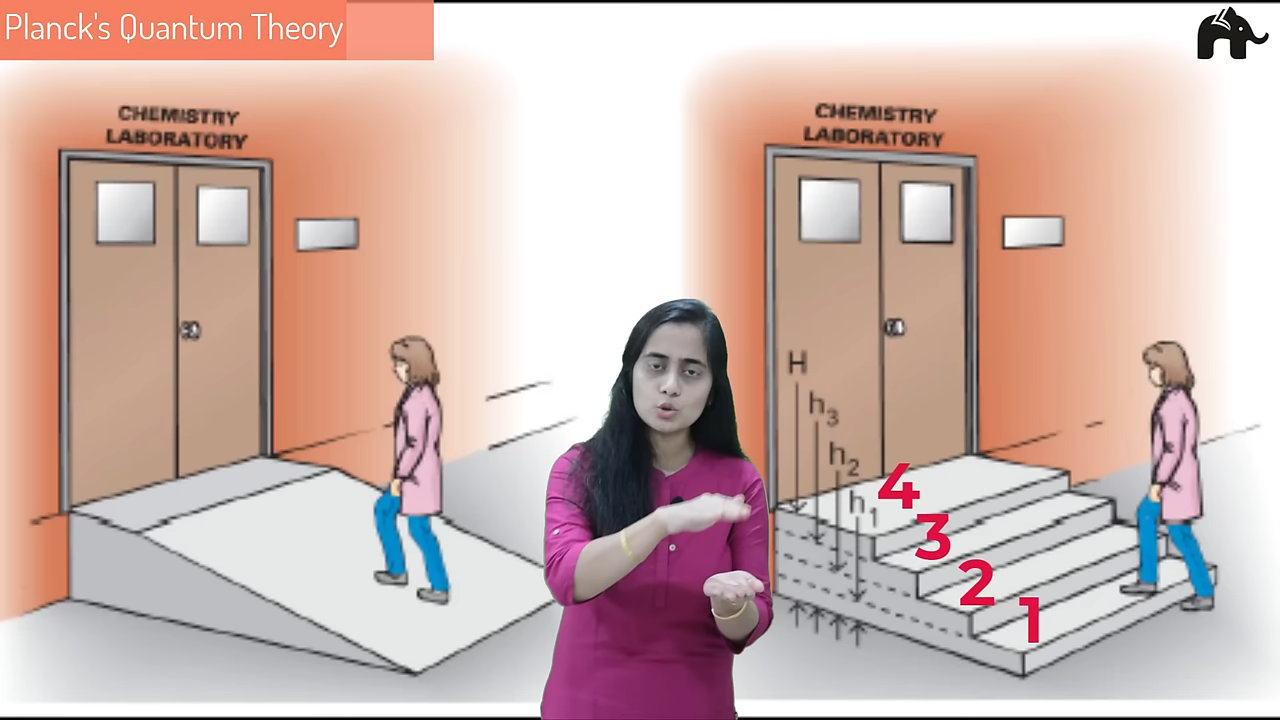 Planck's Quantum Theory
CHEMISTRY
LABORATORY
CHEMISTRY
LABORATORY
H
h3
h2
h1
4
3
2
1